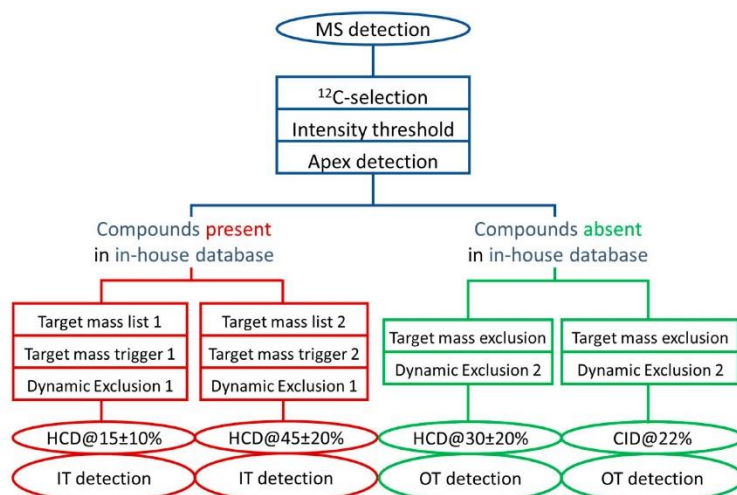 MS detection
¹²C-selection
Intensity threshold
Apex detection
Compounds present
in in-house database
Compounds absent
in in-house database
Target mass list 1
Target mass trigger 1
Dynamic Exclusion 1
HCD@15±10%
IT detection
Target mass list 2
Target mass trigger 2
Dynamic Exclusion 1
HCD@45±20%
IT detection
Target mass exclusion
Dynamic Exclusion 2
HCD@30±20%
OT detection
Target mass exclusion
Dynamic Exclusion 2
CID@22%
OT detection